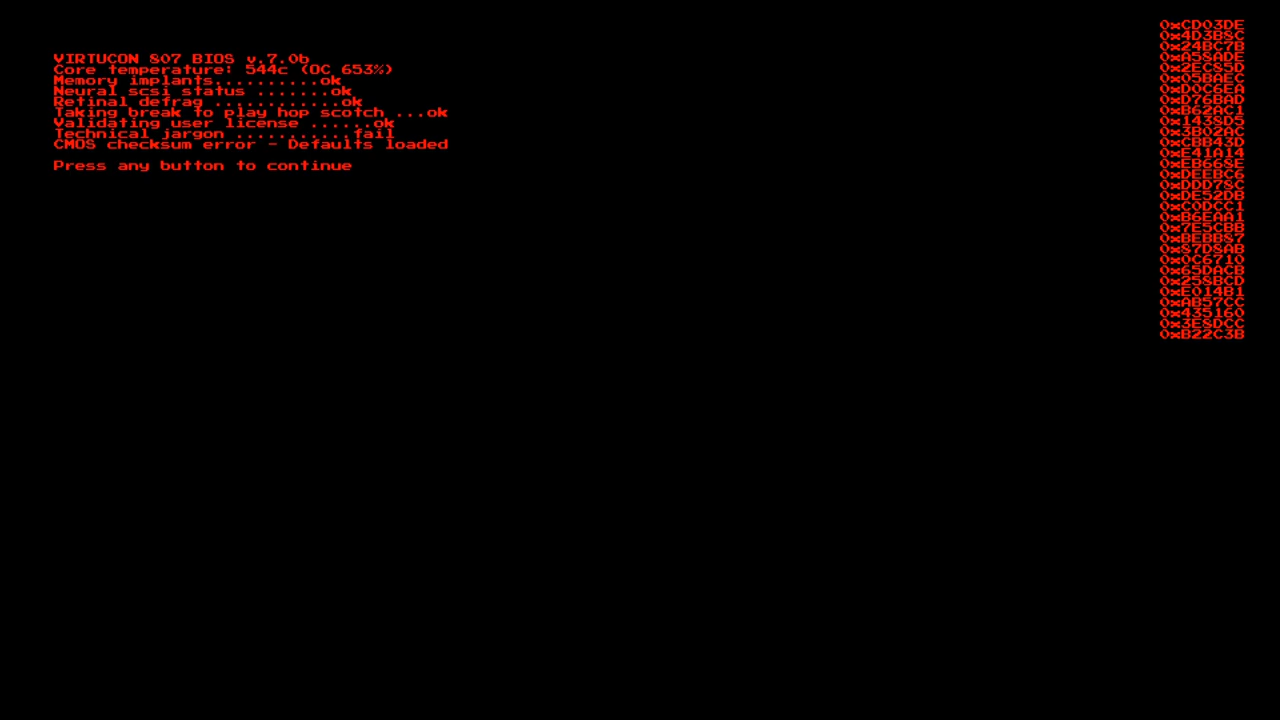 VIRTUCON 807 BIOS v.7.0b
Core temperature: 544c (OC 653%)
Memory implants..........ok
Neural scsi status .......ok
Retinal defrag ............ok
Taking break to play hop scotch ...ok
Validating user license ......ok
Technical jargon ...........fail
CMOS checksum error - Defaults loaded
Press any button to continue
0xCD03DE
0x4D3B8C
0x24BC7B
0xA58ADE
0x2EC85D
0x05BAEC
0xD0C6EA
0xD76BAD
0xB62AC1
0x1438D5
0x3B02AC
0xCBB43D
0xE41A14
0xEB668E
0xDEEBC6
0xDDD78C
0xDE52DB
0xC0DCC1
0xB6EAA1
0x7E5CBB
0x8EBB87
0x87D8AB
0x0C6710
0x65DACB
0x258BCD
0xE014B1
0xAB57CC
0x435160
0x3E8DCC
0xB22C3B